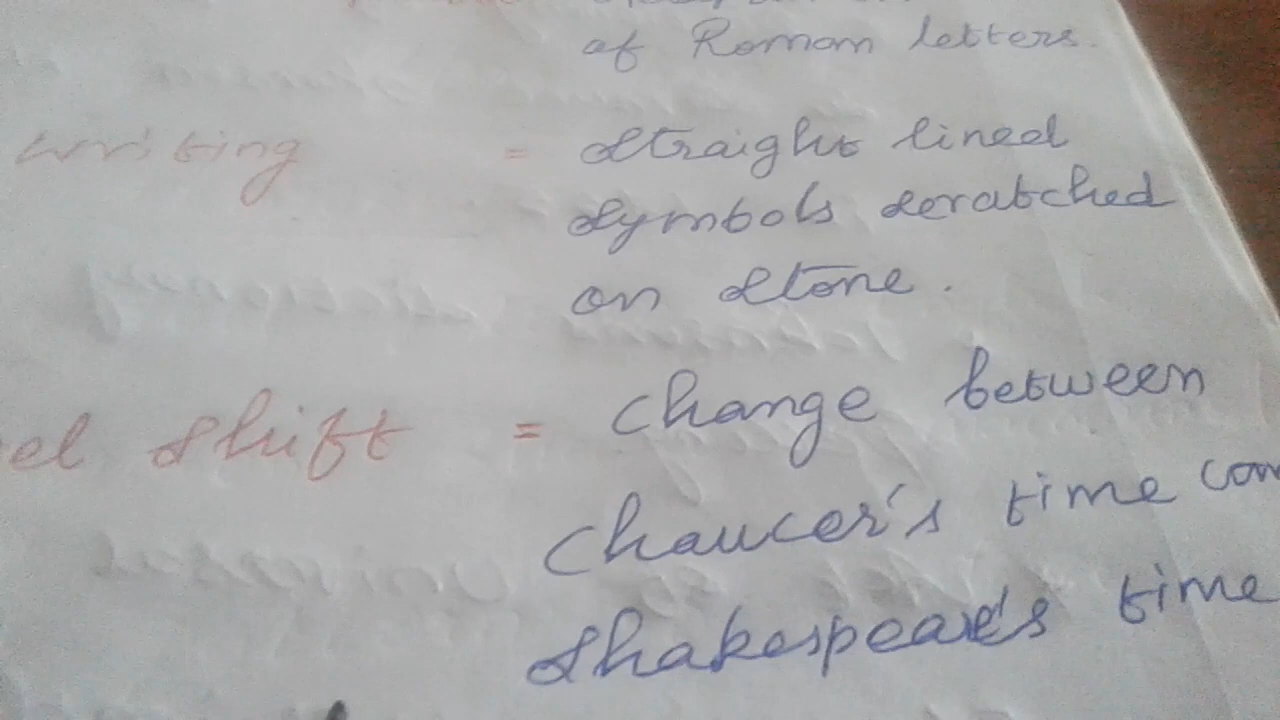 of Roman letters.
writing = straight lined
symbols scratched
on stone.
el shift = change between
Chaucer's time
Shakespeare's time